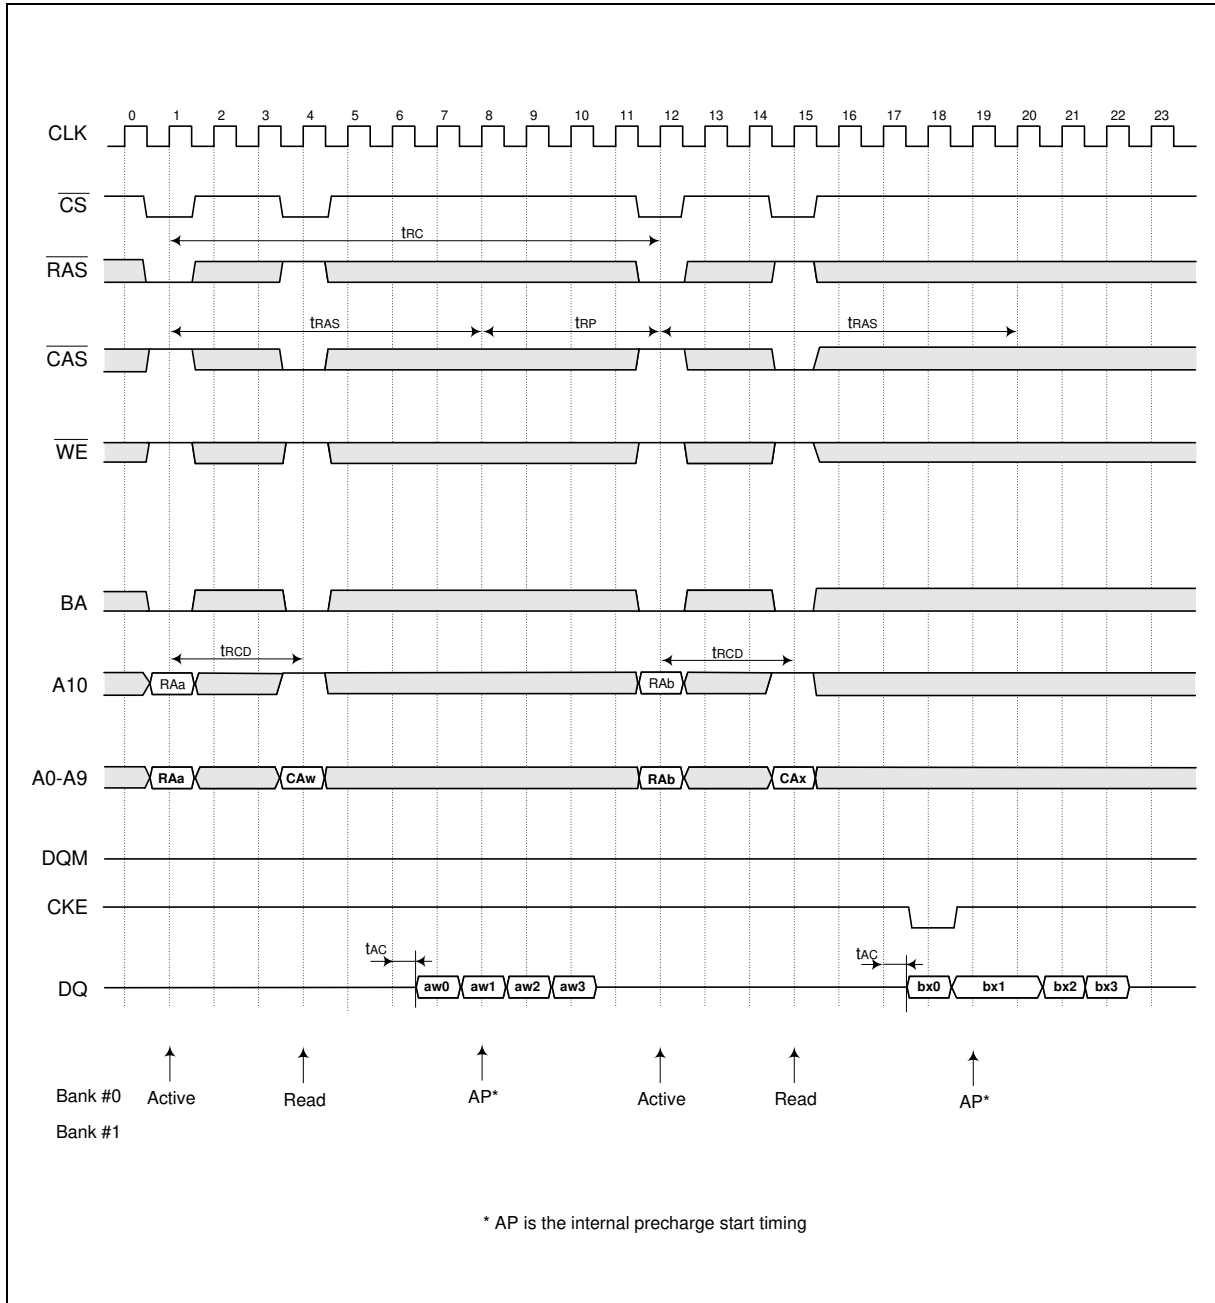 0 1 2 3 4 5 6 7 8 9 10 11 12 13 14 15 16 17 18 19 20 21 22 23
CLK
CS
tRC
RAS
tRAS tRP tRAS
CAS
WE
BA
tRCD tRCD
A10 RAa RAb
A0-A9 RAa CAw RAb CAx
DQM
CKE
tAC tAC
DQ aw0 aw1 aw2 aw3 bx0 bx1 bx2 bx3
Bank #0 Active Read AP* Active Read AP*
Bank #1
* AP is the internal precharge start timing